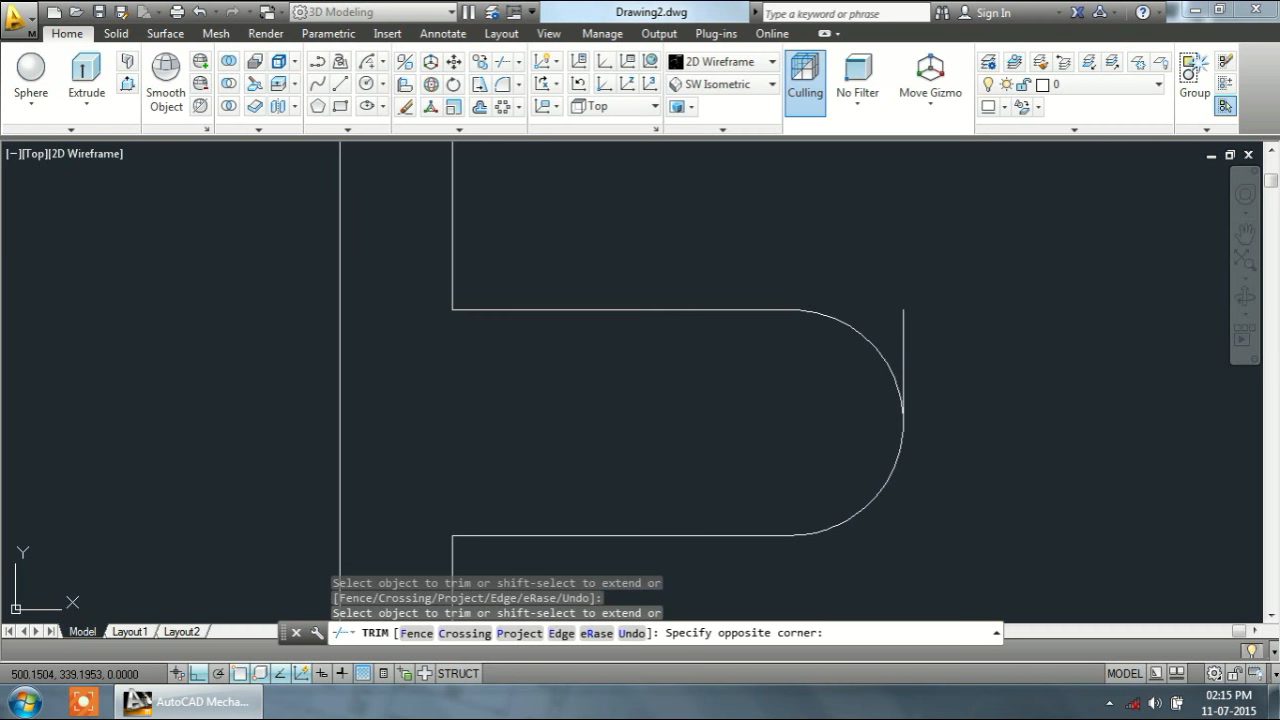 3D Modeling
Drawing2.dwg
Type a keyword or phrase
Sign In
M
Home Solid Surface Mesh Render Parametric Insert Annotate Layout View Manage Output Plug-ins Online
Sphere
Extrude
Smooth
Object
2D Wireframe
SW Isometric
Top
Culling
No Filter
Move Gizmo
0
Group
[−][Top][2D Wireframe]
Y
X
Select object to trim or shift-select to extend or
[Fence/Crossing/Project/Edge/eRase/Undo]:
Select object to trim or shift-select to extend or
Model Layout1 Layout2
TRIM [Fence Crossing Project Edge eRase Undo]: Specify opposite corner:
500.1504, 339.1953, 0.0000
STRUCT
MODEL
AutoCAD Mecha...
02:15 PM
11-07-2015